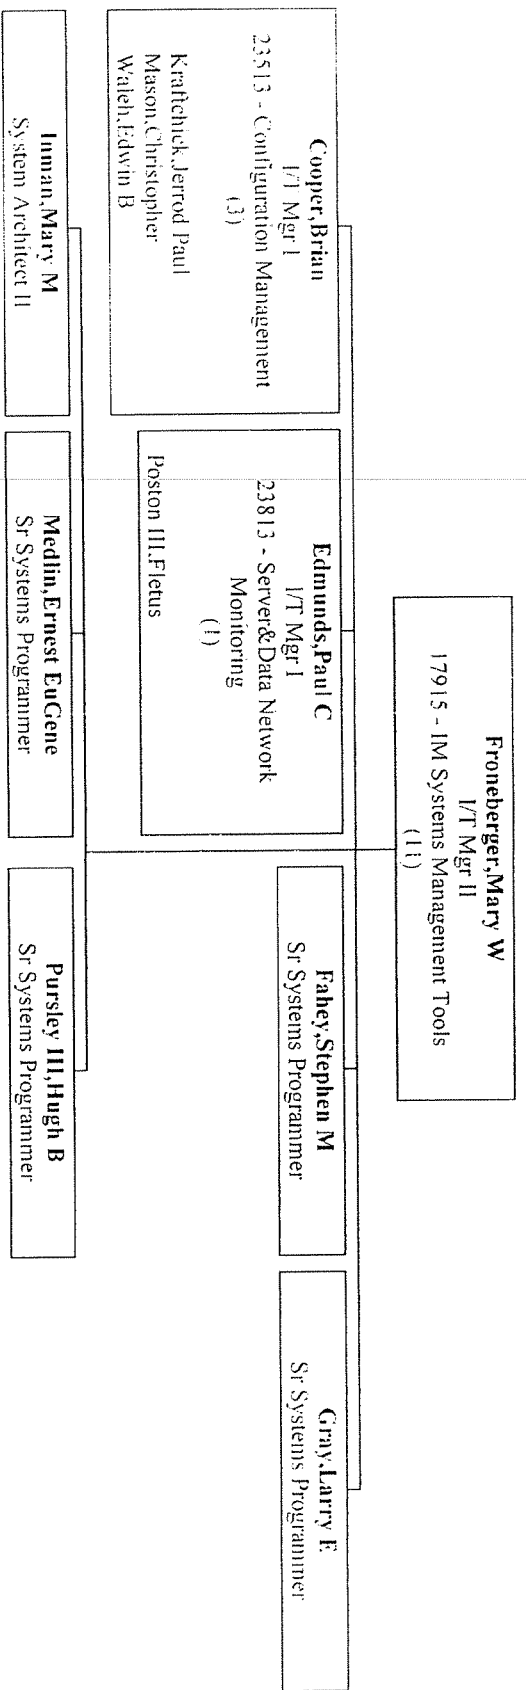 Froneberger,Mary W
I/T Mgr II
17915 - IM Systems Management Tools
(11)
Cooper,Brian
I/T Mgr I
23513 - Configuration Management
(3)
Kraftchick,Jerrod Paul
Mason,Christopher
Waleh,Edwin B
Edmunds,Paul C
I/T Mgr I
23813 - Server&Data Network
Monitoring
(1)
Poston III,Fletus
Fahey,Stephen M
Sr Systems Programmer
Gray,Larry E
Sr Systems Programmer
Inman,Mary M
System Architect II
Medlin,Ernest EuGene
Sr Systems Programmer
Pursley III,Hugh B
Sr Systems Programmer